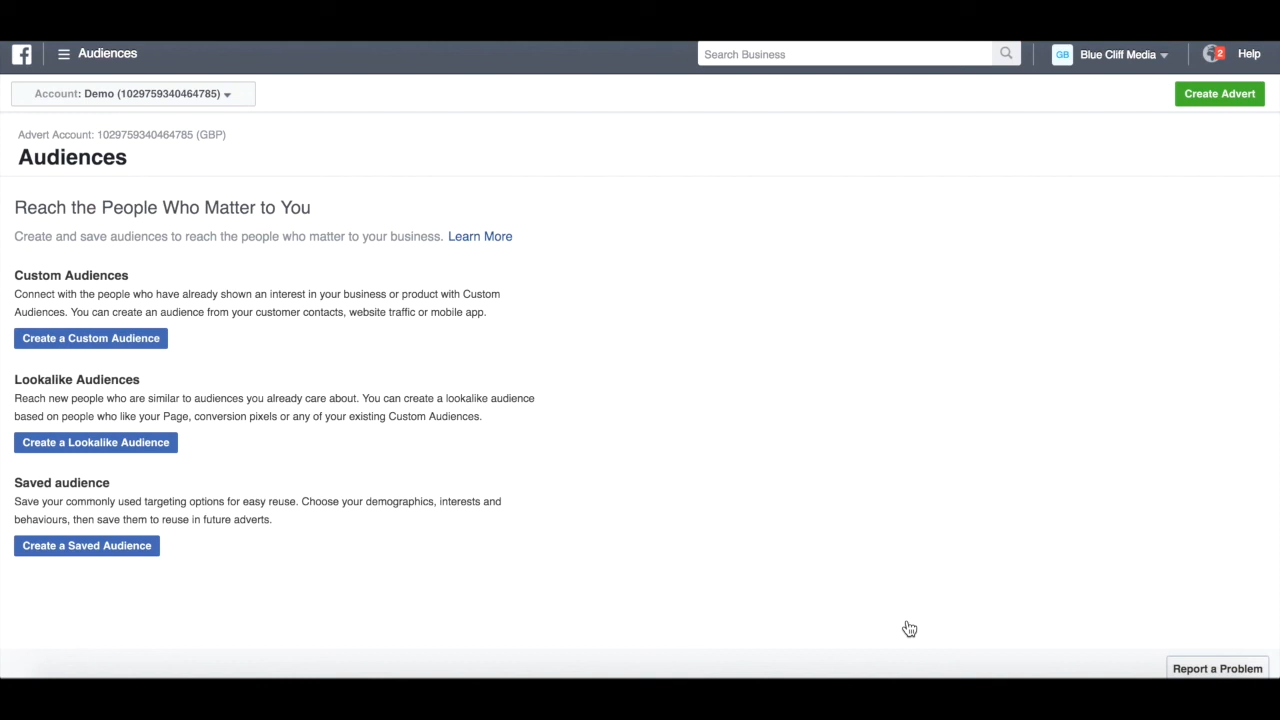 f
Audiences
Search Business
GB
Blue Cliff Media
2
Help
Account: Demo (1029759340464785)
Create Advert
Advert Account: 1029759340464785 (GBP)
Audiences
Reach the People Who Matter to You
Create and save audiences to reach the people who matter to your business. Learn More
Custom Audiences
Connect with the people who have already shown an interest in your business or product with Custom
Audiences. You can create an audience from your customer contacts, website traffic or mobile app.
Create a Custom Audience
Lookalike Audiences
Reach new people who are similar to audiences you already care about. You can create a lookalike audience
based on people who like your Page, conversion pixels or any of your existing Custom Audiences.
Create a Lookalike Audience
Saved audience
Save your commonly used targeting options for easy reuse. Choose your demographics, interests and
behaviours, then save them to reuse in future adverts.
Create a Saved Audience
Report a Problem